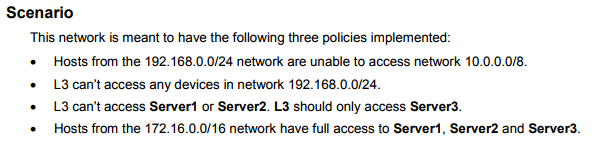 Scenario
This network is meant to have the following three policies implemented:
• Hosts from the 192.168.0.0/24 network are unable to access network 10.0.0.0/8.
• L3 can’t access any devices in network 192.168.0.0/24.
• L3 can’t access Server1 or Server2. L3 should only access Server3.
• Hosts from the 172.16.0.0/16 network have full access to Server1, Server2 and Server3.